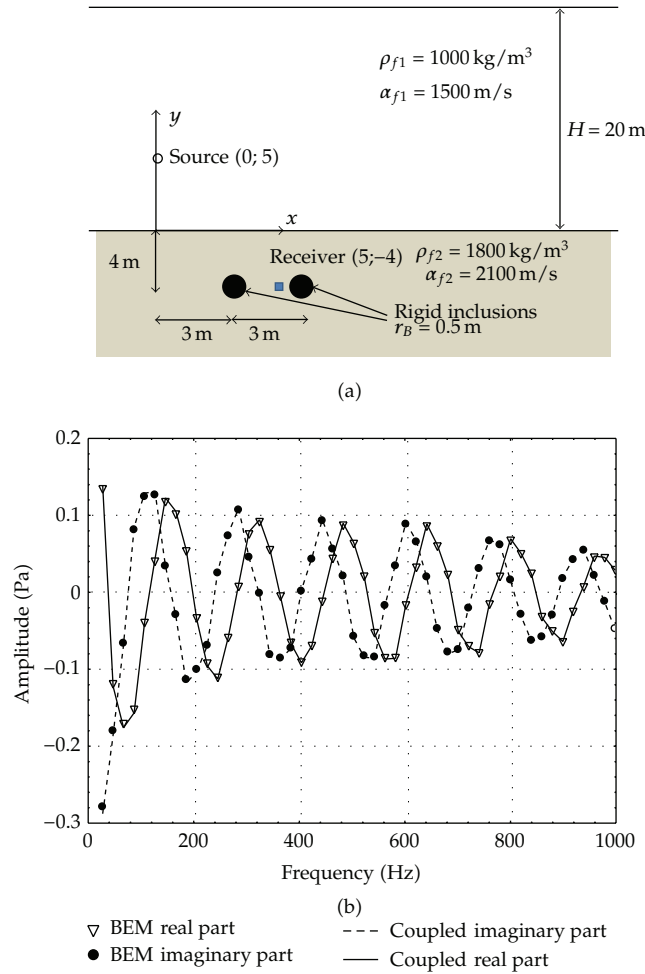 ρf1 = 1000 kg/m³
αf1 = 1500 m/s
H = 20 m
y
Source (0; 5)
x
4 m
Receiver (5;−4)
ρf2 = 1800 kg/m³
αf2 = 2100 m/s
Rigid inclusions
rB = 0.5 m
3 m
3 m
(a)
0.2
0.1
0
−0.1
−0.2
−0.3
Amplitude (Pa)
0
200
400
600
800
1000
Frequency (Hz)
(b)
BEM real part
BEM imaginary part
Coupled imaginary part
Coupled real part